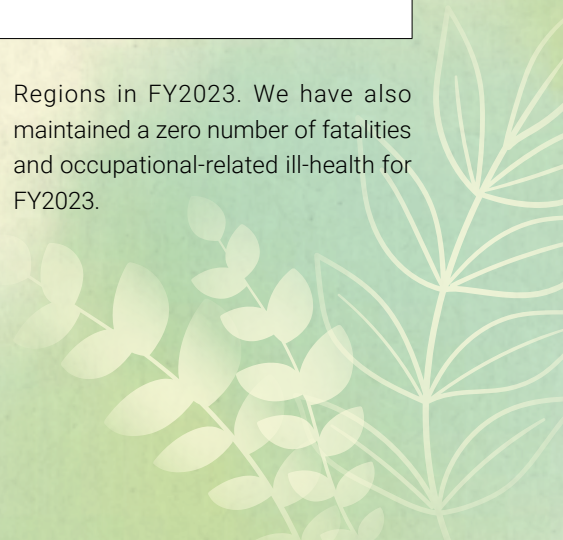 Regions in FY2023. We have also
maintained a zero number of fatalities
and occupational-related ill-health for
FY2023.